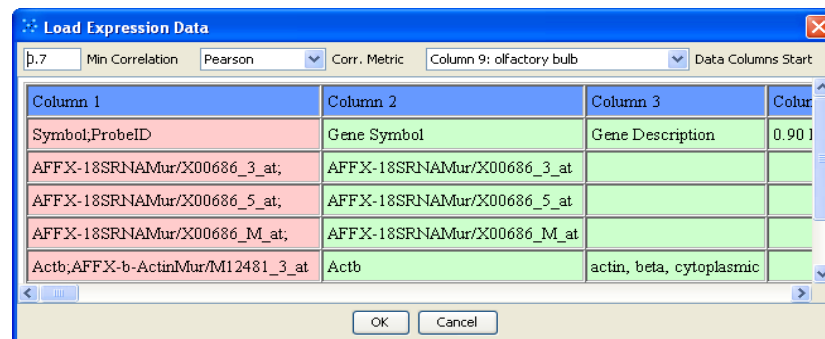 Load Expression Data
0.7 Min Correlation Pearson Corr. Metric Column 9: olfactory bulb Data Columns Start
Column 1 Column 2 Column 3
Symbol;ProbeID Gene Symbol Gene Description 0.90
AFFX-18SRNAMur/X00686_3_at; AFFX-18SRNAMur/X00686_3_at
AFFX-18SRNAMur/X00686_5_at; AFFX-18SRNAMur/X00686_5_at
AFFX-18SRNAMur/X00686_M_at; AFFX-18SRNAMur/X00686_M_at
Actb;AFFX-b-ActinMur/M12481_3_at Actb actin, beta, cytoplasmic
OK Cancel